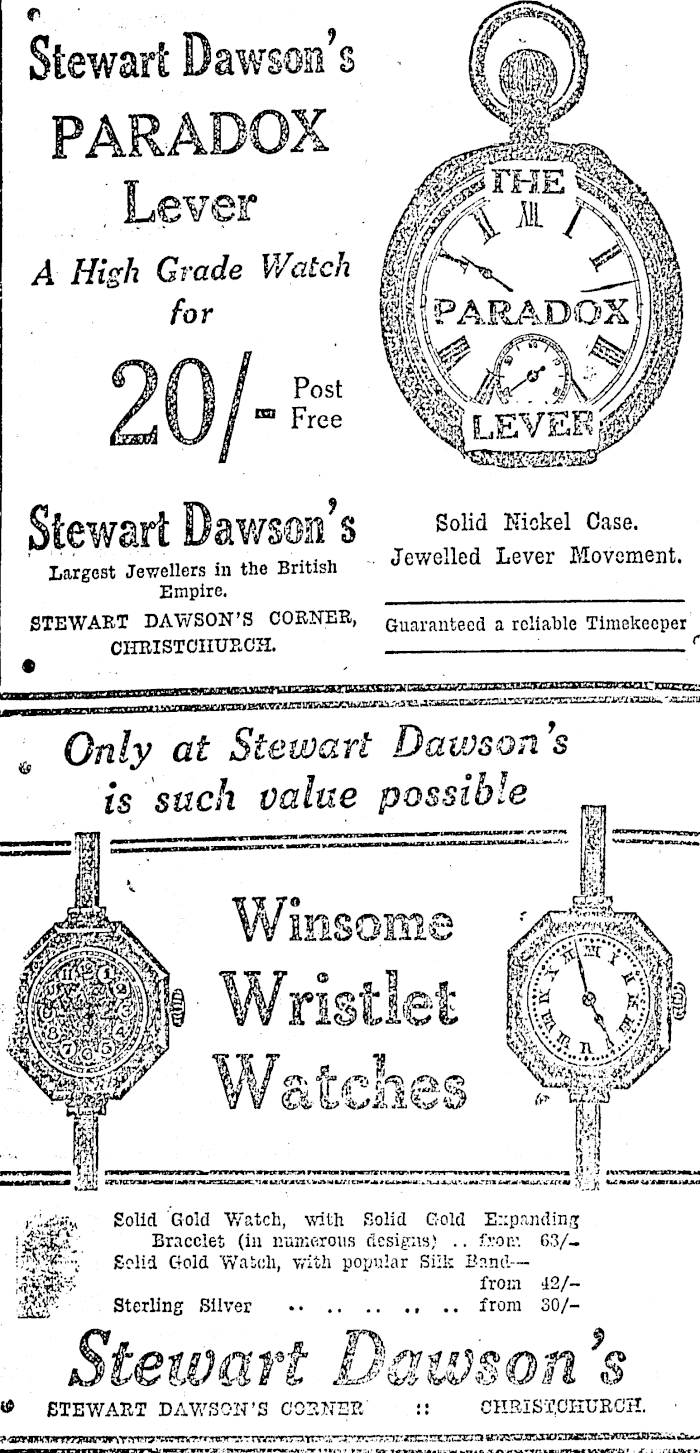 Stewart Dawson's
PARADOX
Lever
A High Grade Watch
for
20/-
Post
Free
THE
PARADOX
LEVER
Stewart Dawson's
Largest Jewellers in the British
Empire.
STEWART DAWSON'S CORNER,
CHRISTCHURCH.
Solid Nickel Case.
Jewelled Lever Movement.
Guaranteed a reliable Timekeeper
Only at Stewart Dawson's
is such value possible
Winsome
Wristlet
Watches
Solid Gold Watch, with Solid Gold Expanding
Bracelet (in numerous designs) .. from 63/-
Solid Gold Watch, with popular Silk Band—
from 42/-
Sterling Silver .. .. .. .. .. from 30/-
Stewart Dawson's
STEWART DAWSON'S CORNER :: CHRISTCHURCH.